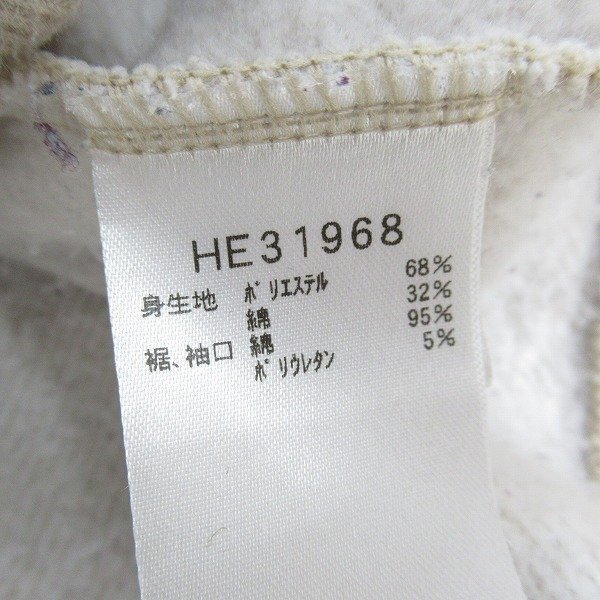 HE31968
身生地 ポリエステル 68%
綿 32%
裾、袖口 綿 95%
ポリウレタン 5%